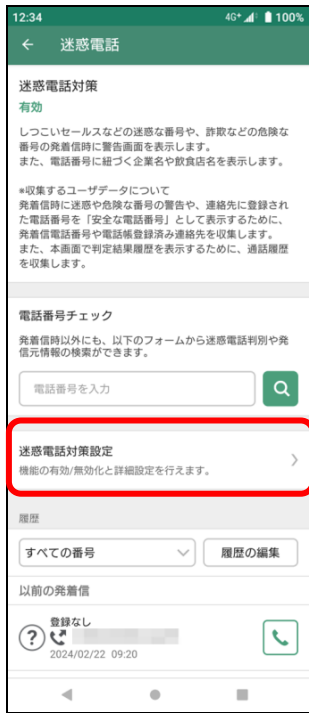 12:34 4G+ 100%
迷惑電話
迷惑電話対策
有効
しつこいセールスなどの迷惑な番号や、詐欺などの危険な
番号の発着信時に警告画面を表示します。
また、電話番号に紐づく企業名や飲食店名を表示します。
*収集するユーザデータについて
発着信時に迷惑や危険な番号の警告や、連絡先に登録され
た電話番号を「安全な電話番号」として表示するために、
発着信電話番号や電話帳登録済み連絡先を収集します。
また、本画面で判定結果履歴を表示するために、通話履歴
を収集します。
電話番号チェック
発着信時以外にも、以下のフォームから迷惑電話判別や発
信元情報の検索ができます。
電話番号を入力
迷惑電話対策設定
機能の有効/無効化と詳細設定を行えます。
履歴
すべての番号 履歴の編集
以前の発着信
登録なし
2024/02/22 09:20